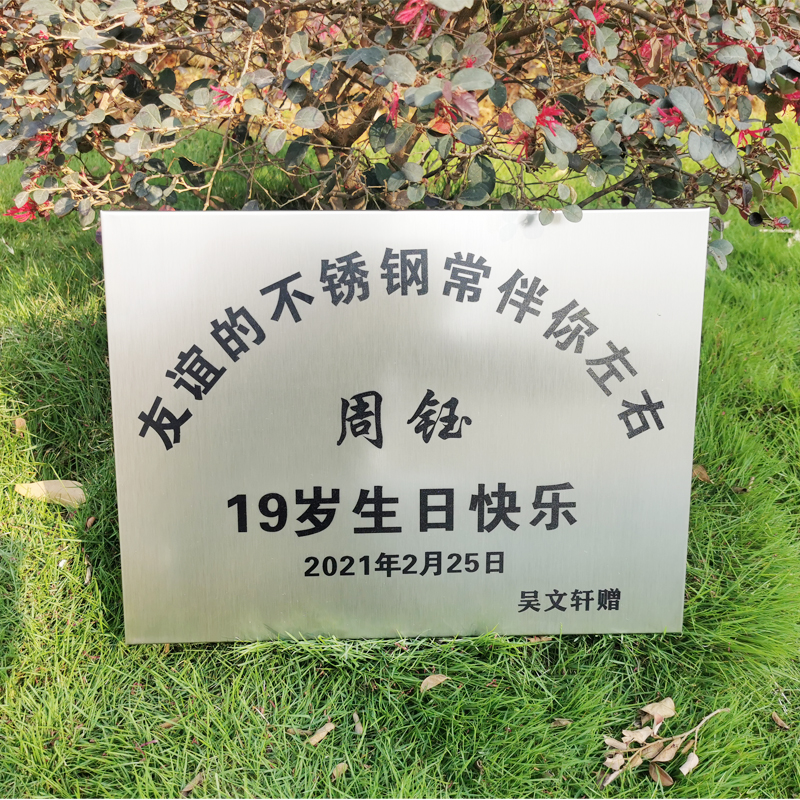 友谊的不锈钢常伴你左右
周钰
19岁生日快乐
2021年2月25日
吴文轩赠